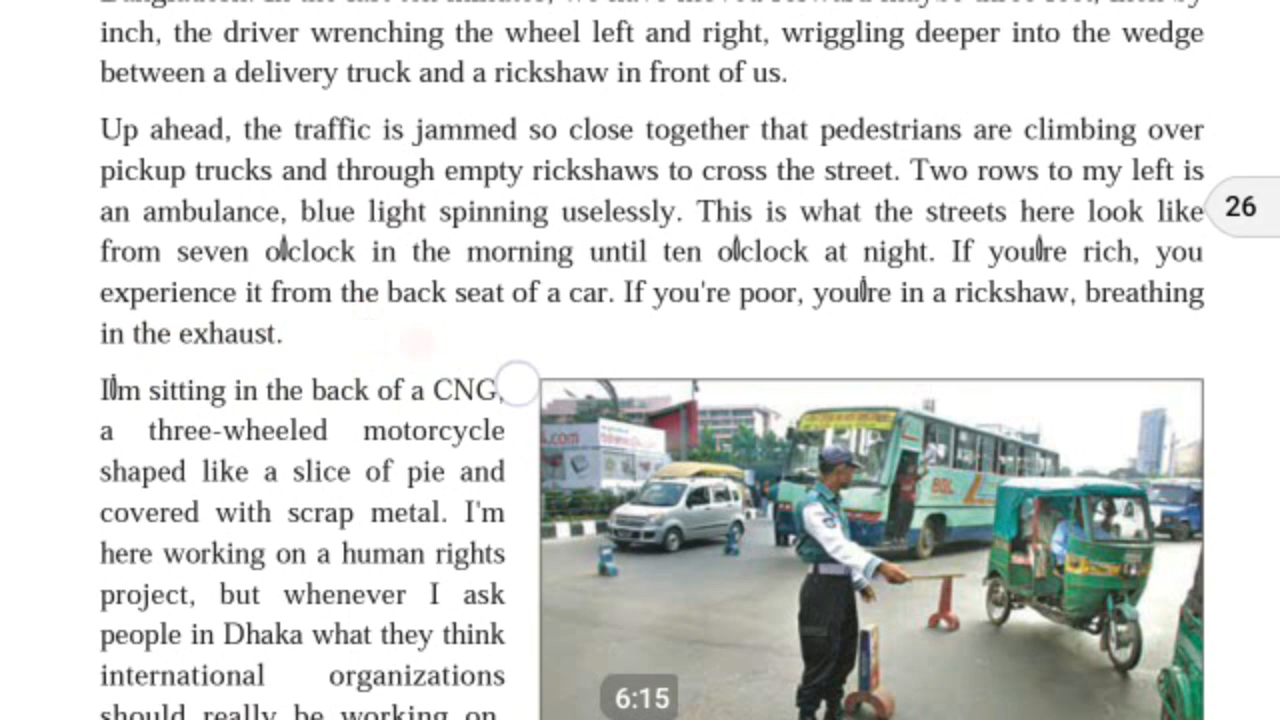 inch, the driver wrenching the wheel left and right, wriggling deeper into the wedge
between a delivery truck and a rickshaw in front of us.
Up ahead, the traffic is jammed so close together that pedestrians are climbing over
pickup trucks and through empty rickshaws to cross the street. Two rows to my left is
an ambulance, blue light spinning uselessly. This is what the streets here look like
26
from seven o'clock in the morning until ten o'clock at night. If you're rich, you
experience it from the back seat of a car. If you're poor, you're in a rickshaw, breathing
in the exhaust.
I'm sitting in the back of a CNG,
a three-wheeled motorcycle
shaped like a slice of pie and
covered with scrap metal. I'm
here working on a human rights
project, but whenever I ask
people in Dhaka what they think
international organizations
should really be working on,
.com
6:15